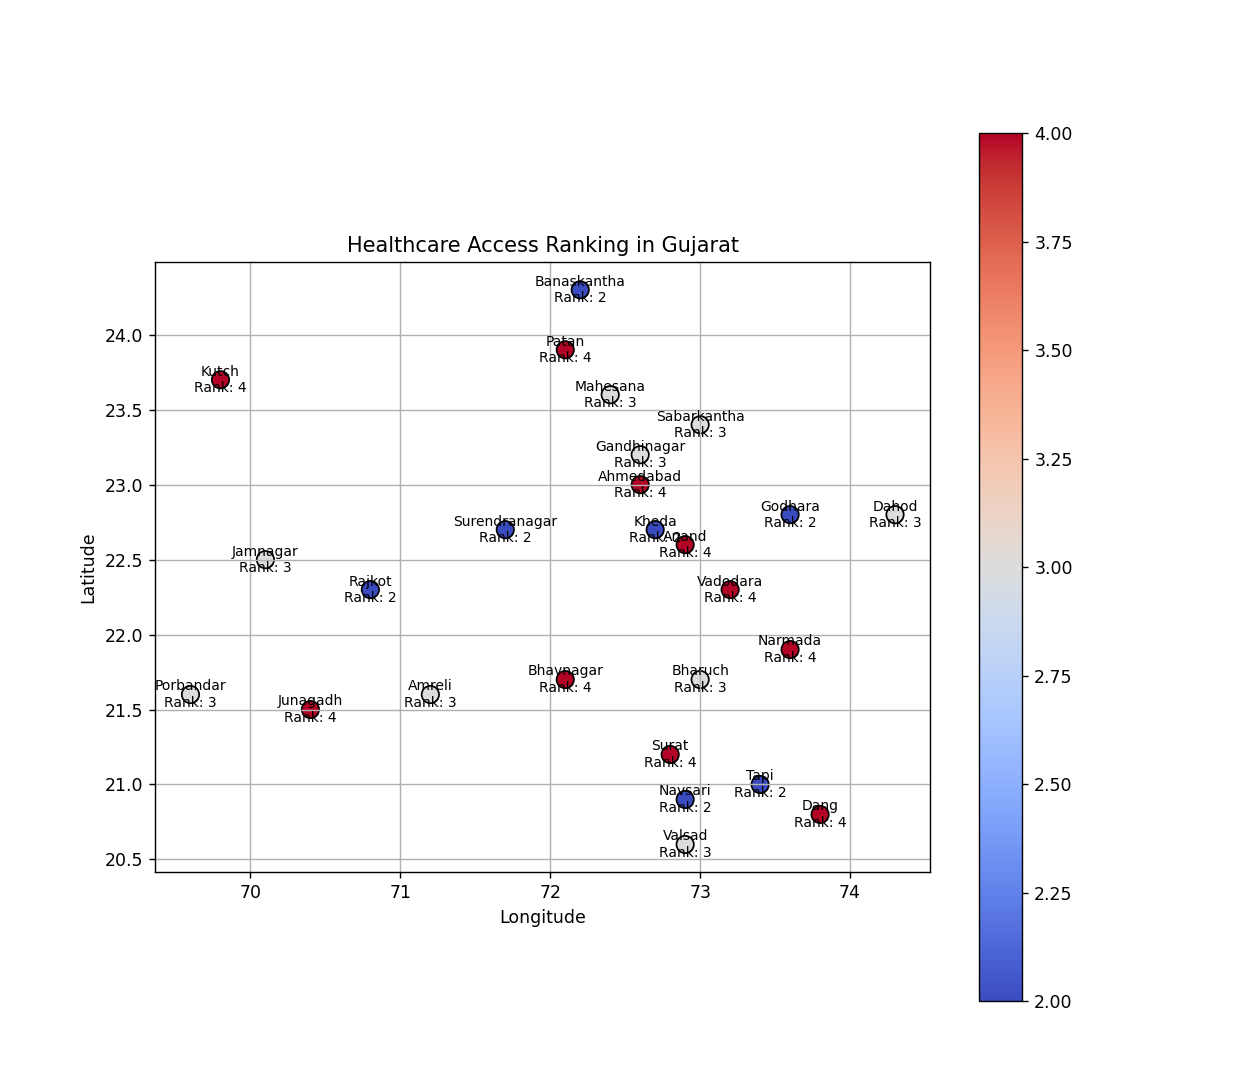 Healthcare Access Ranking in Gujarat
Banaskantha
Rank: 2
Patan
Rank: 4
Kutch
Rank: 4
Mahesana
Rank: 3
Sabarkantha
Rank: 3
Gandhinagar
Rank: 3
Ahmedabad
Rank: 4
Godhara
Rank: 2
Dahod
Rank: 3
Surendranagar
Rank: 2
Kheda
Rank: 2
Anand
Rank: 4
Jamnagar
Rank: 3
Rajkot
Rank: 2
Vadodara
Rank: 4
Narmada
Rank: 4
Bhavnagar
Rank: 4
Bharuch
Rank: 3
Porbandar
Rank: 3
Junagadh
Rank: 4
Amreli
Rank: 3
Surat
Rank: 4
Tapi
Rank: 2
Navsari
Rank: 2
Dang
Rank: 4
Valsad
Rank: 3
24.0
23.5
23.0
22.5
22.0
21.5
21.0
20.5
Latitude
70 71 72 73 74
Longitude
4.00
3.75
3.50
3.25
3.00
2.75
2.50
2.25
2.00